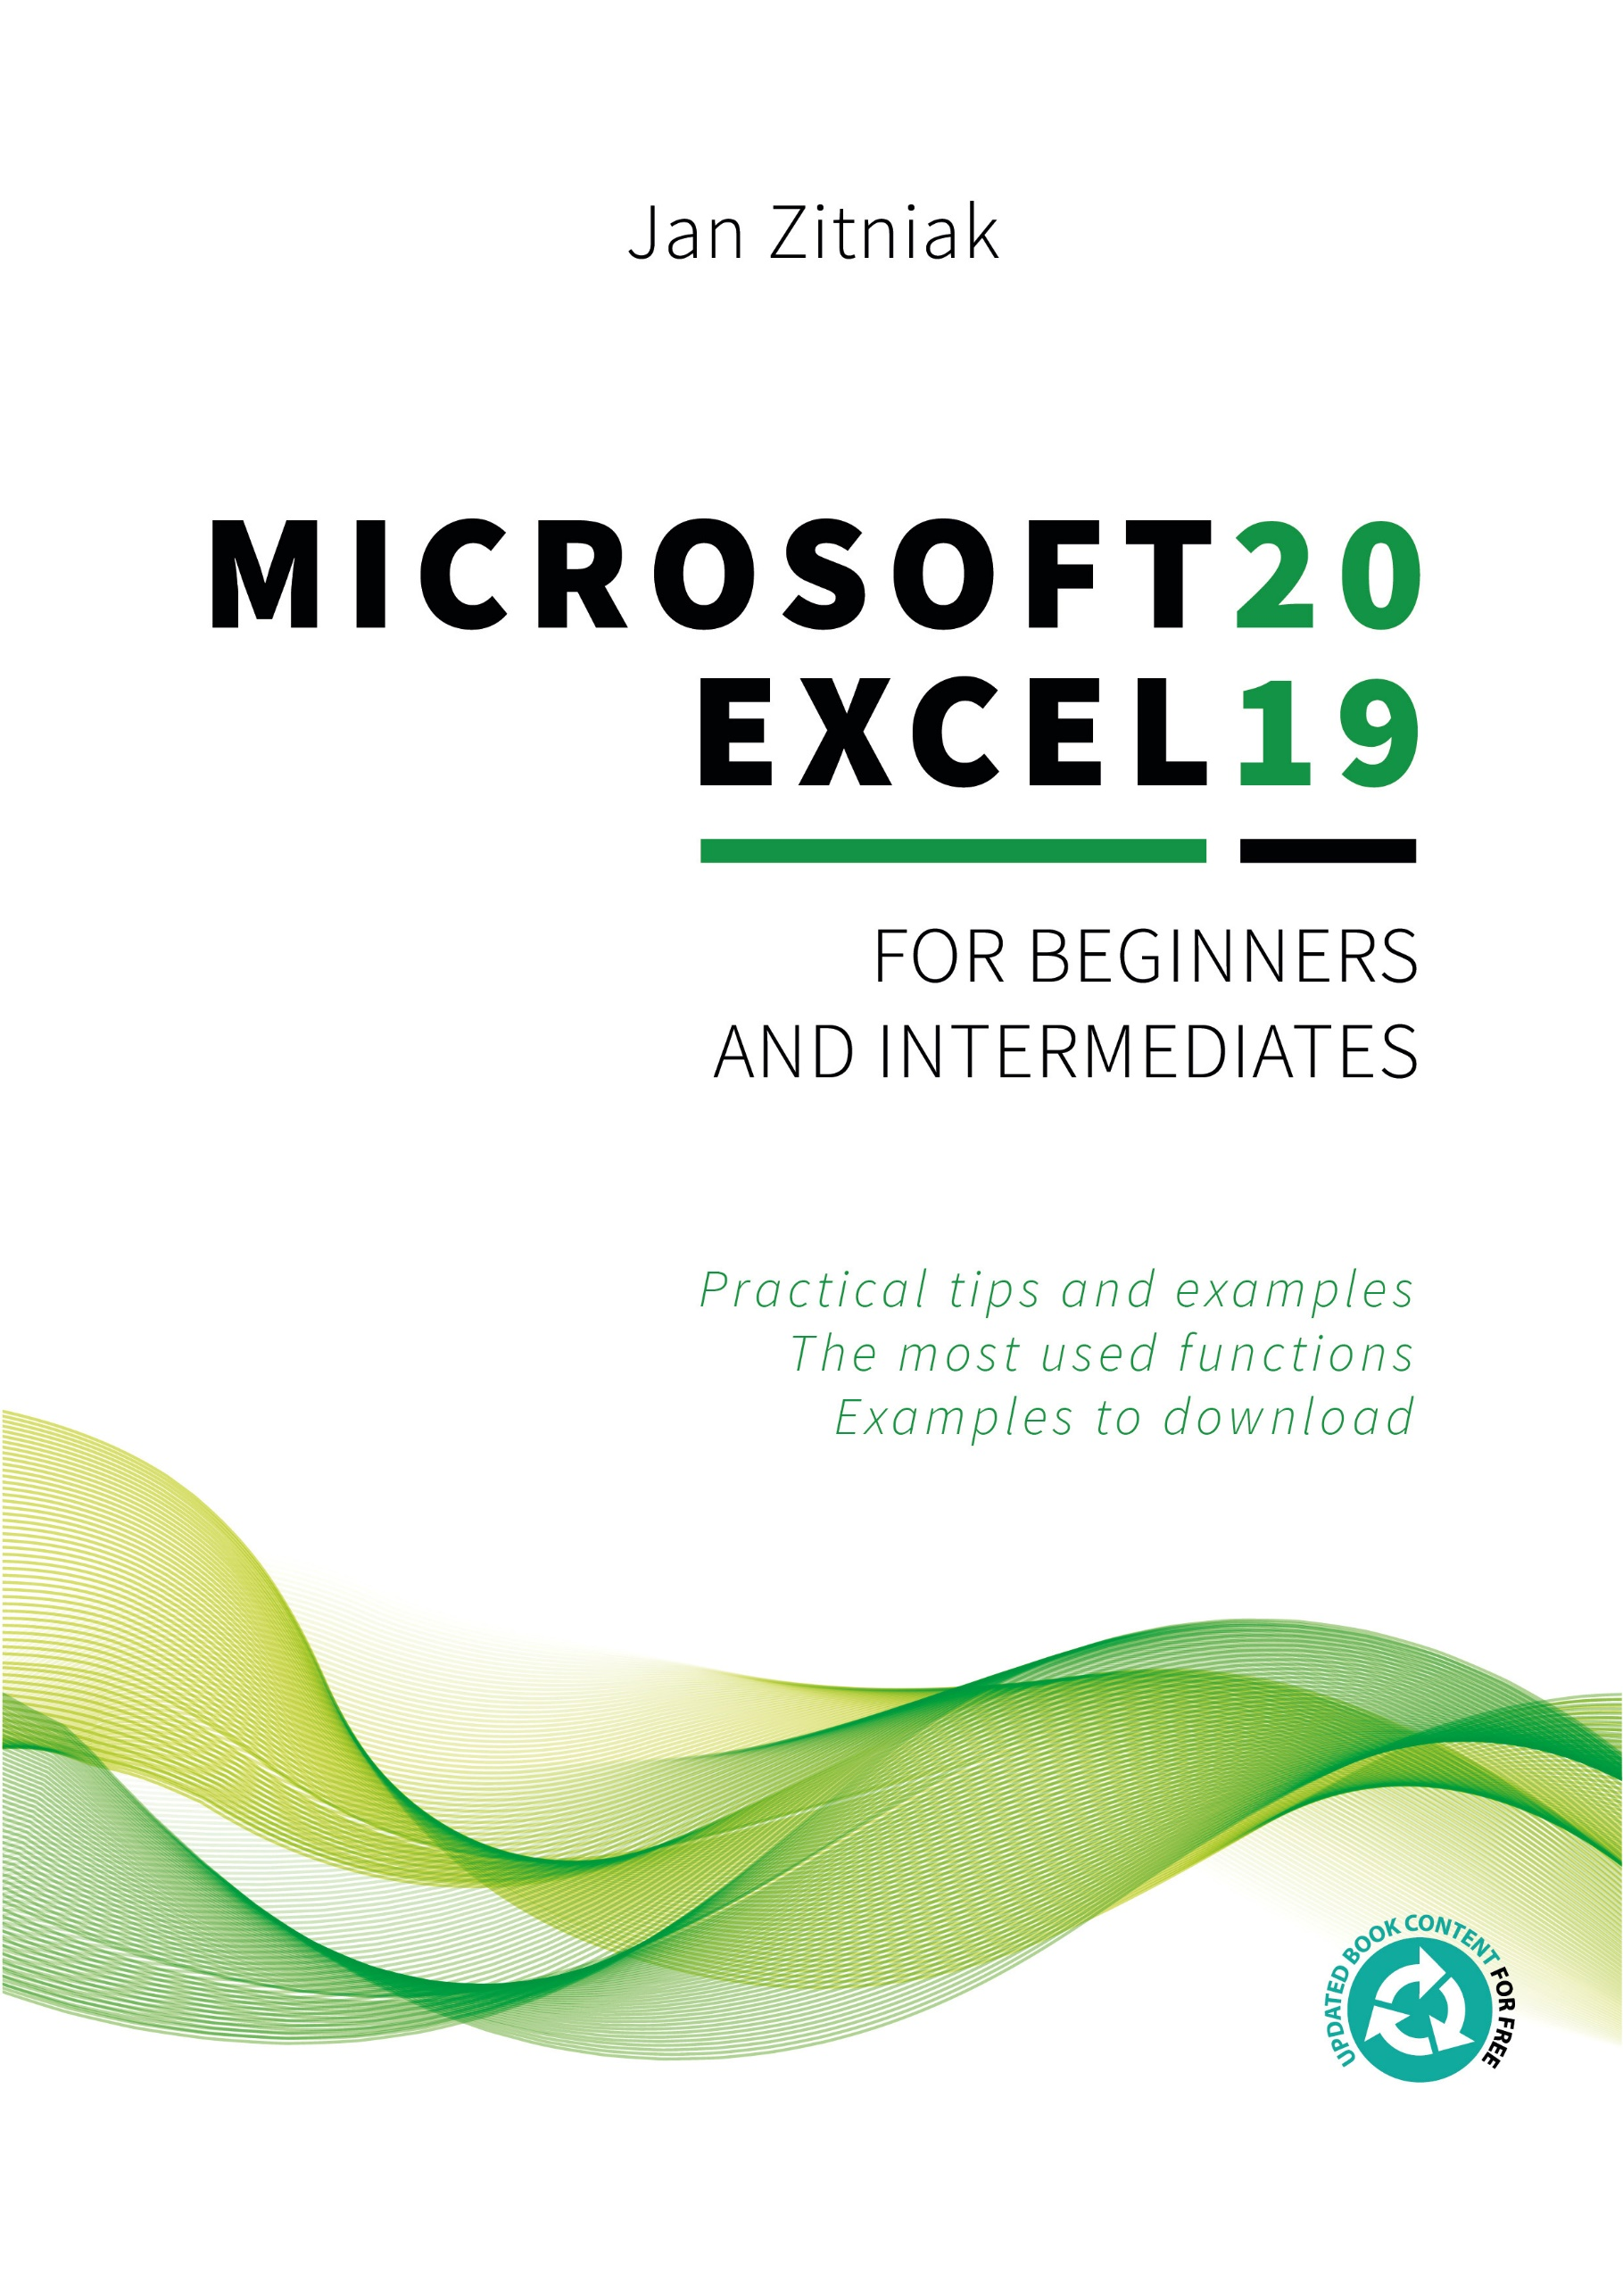 Jan Zitniak
MICROSOFT20
EXCEL19
FOR BEGINNERS
AND INTERMEDIATES
Practical tips and examples
The most used functions
Examples to download
UPDATED BOOK CONTENT FOR FREE